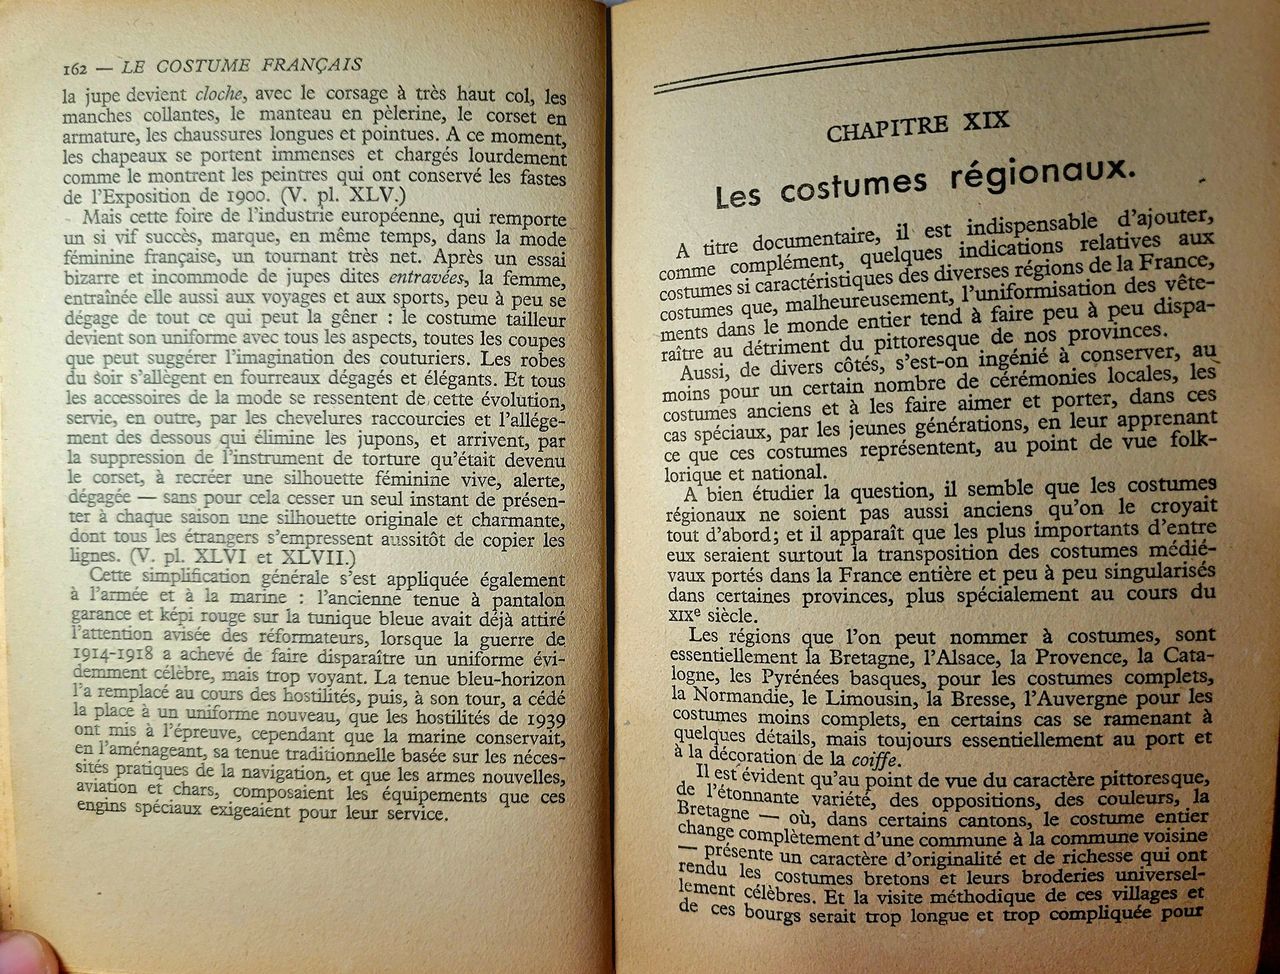 162 — LE COSTUME FRANÇAIS
la jupe devient cloche, avec le corsage à très haut col, les
manches collantes, le manteau en pèlerine, le corset en
armature, les chaussures longues et pointues. A ce moment,
les chapeaux se portent immenses et chargés lourdement
comme le montrent les peintres qui ont conservé les fastes
de l'Exposition de 1900. (V. pl. XLV.)
Mais cette foire de l'industrie européenne, qui remporte
un si vif succès, marque, en même temps, dans la mode
féminine française, un tournant très net. Après un essai
bizarre et incommode de jupes dites entravées, la femme,
entraînée elle aussi aux voyages et aux sports, peu à peu se
dégage de tout ce qui peut la gêner : le costume tailleur
devient son uniforme avec tous les aspects, toutes les coupes
que peut suggérer l'imagination des couturiers. Les robes
du soir s'allègent en fourreaux dégagés et élégants. Et tous
les accessoires de la mode se ressentent de cette évolution,
servie, en outre, par les chevelures raccourcies et l'allége-
ment des dessous qui élimine les jupons, et arrivent, par
la suppression de l'instrument de torture qu'était devenu
le corset, à recréer une silhouette féminine vive, alerte,
dégagée — sans pour cela cesser un seul instant de présen-
ter à chaque saison une silhouette originale et charmante,
dont tous les étrangers s'empressent aussitôt de copier les
lignes. (V. pl. XLVI et XLVII.)
Cette simplification générale s'est appliquée également
à l'armée et à la marine : l'ancienne tenue à pantalon
garance et képi rouge sur la tunique bleue avait déjà attiré
l'attention avisée des réformateurs, lorsque la guerre de
1914-1918 a achevé de faire disparaître un uniforme évi-
demment célèbre, mais trop voyant. La tenue bleu-horizon
l'a remplacé au cours des hostilités, puis, à son tour, a cédé
la place à un uniforme nouveau, que les hostilités de 1939
ont mis à l'épreuve, cependant que la marine conservait,
en l'aménageant, sa tenue traditionnelle basée sur les néces-
sités pratiques de la navigation, et que les armes nouvelles,
aviation et chars, composaient les équipements que ces
engins spéciaux exigeaient pour leur service.
CHAPITRE XIX
Les costumes régionaux.
A titre documentaire, il est indispensable d'ajouter,
comme complément, quelques indications relatives aux
costumes si caractéristiques des diverses régions de la France,
costumes que, malheureusement, l'uniformisation des vête-
ments dans le monde entier tend à faire peu à peu dispa-
raître au détriment du pittoresque de nos provinces.
Aussi, de divers côtés, s'est-on ingénié à conserver, au
moins pour un certain nombre de cérémonies locales, les
costumes anciens et à les faire aimer et porter, dans ces
cas spéciaux, par les jeunes générations, en leur apprenant
ce que ces costumes représentent, au point de vue folk-
lorique et national.
A bien étudier la question, il semble que les costumes
régionaux ne soient pas aussi anciens qu'on le croyait
tout d'abord; et il apparaît que les plus importants d'entre
eux seraient surtout la transposition des costumes médié-
vaux portés dans la France entière et peu à peu singularisés
dans certaines provinces, plus spécialement au cours du
XIXe siècle.
Les régions que l'on peut nommer à costumes, sont
essentiellement la Bretagne, l'Alsace, la Provence, la Cata-
logne, les Pyrénées basques, pour les costumes complets,
la Normandie, le Limousin, la Bresse, l'Auvergne pour les
costumes moins complets, en certains cas se ramenant à
quelques détails, mais toujours essentiellement au port et
à la décoration de la coiffe.
Il est évident qu'au point de vue du caractère pittoresque,
de l'étonnante variété, des oppositions, des couleurs, la
Bretagne — où, dans certains cantons, le costume entier
change complètement d'une commune à la commune voisine
— présente un caractère d'originalité et de richesse qui ont
rendu les costumes bretons et leurs broderies universel-
lement célèbres. Et la visite méthodique de ces villages et
de ces bourgs serait trop longue et trop compliquée pour